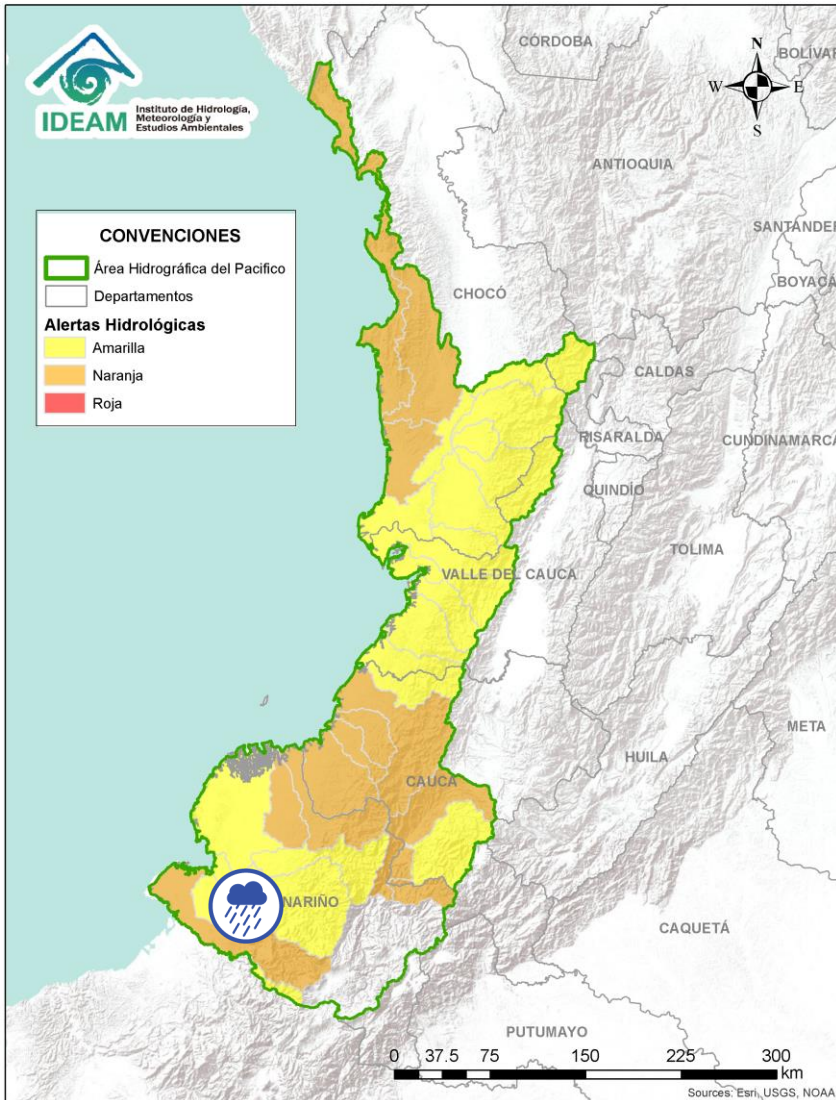 IDEAM
Instituto de Hidrología,
Meteorología y
Estudios Ambientales
CÓRDOBA
BOLÍVAR
N
W
E
S
ANTIOQUIA
SANTANDER
BOYACÁ
CONVENCIONES
Área Hidrográfica del Pacifico
Departamentos
Alertas Hidrológicas
Amarilla
Naranja
Roja
CHOCÓ
CALDAS
RISARALDA
CUNDINAMARCA
QUINDÍO
TOLIMA
VALLE DEL CAUCA
META
HUILA
CAUCA
NARIÑO
CAQUETÁ
PUTUMAYO
0 37.5 75 150 225 300
km
Sources: Esri, USGS, NOAA